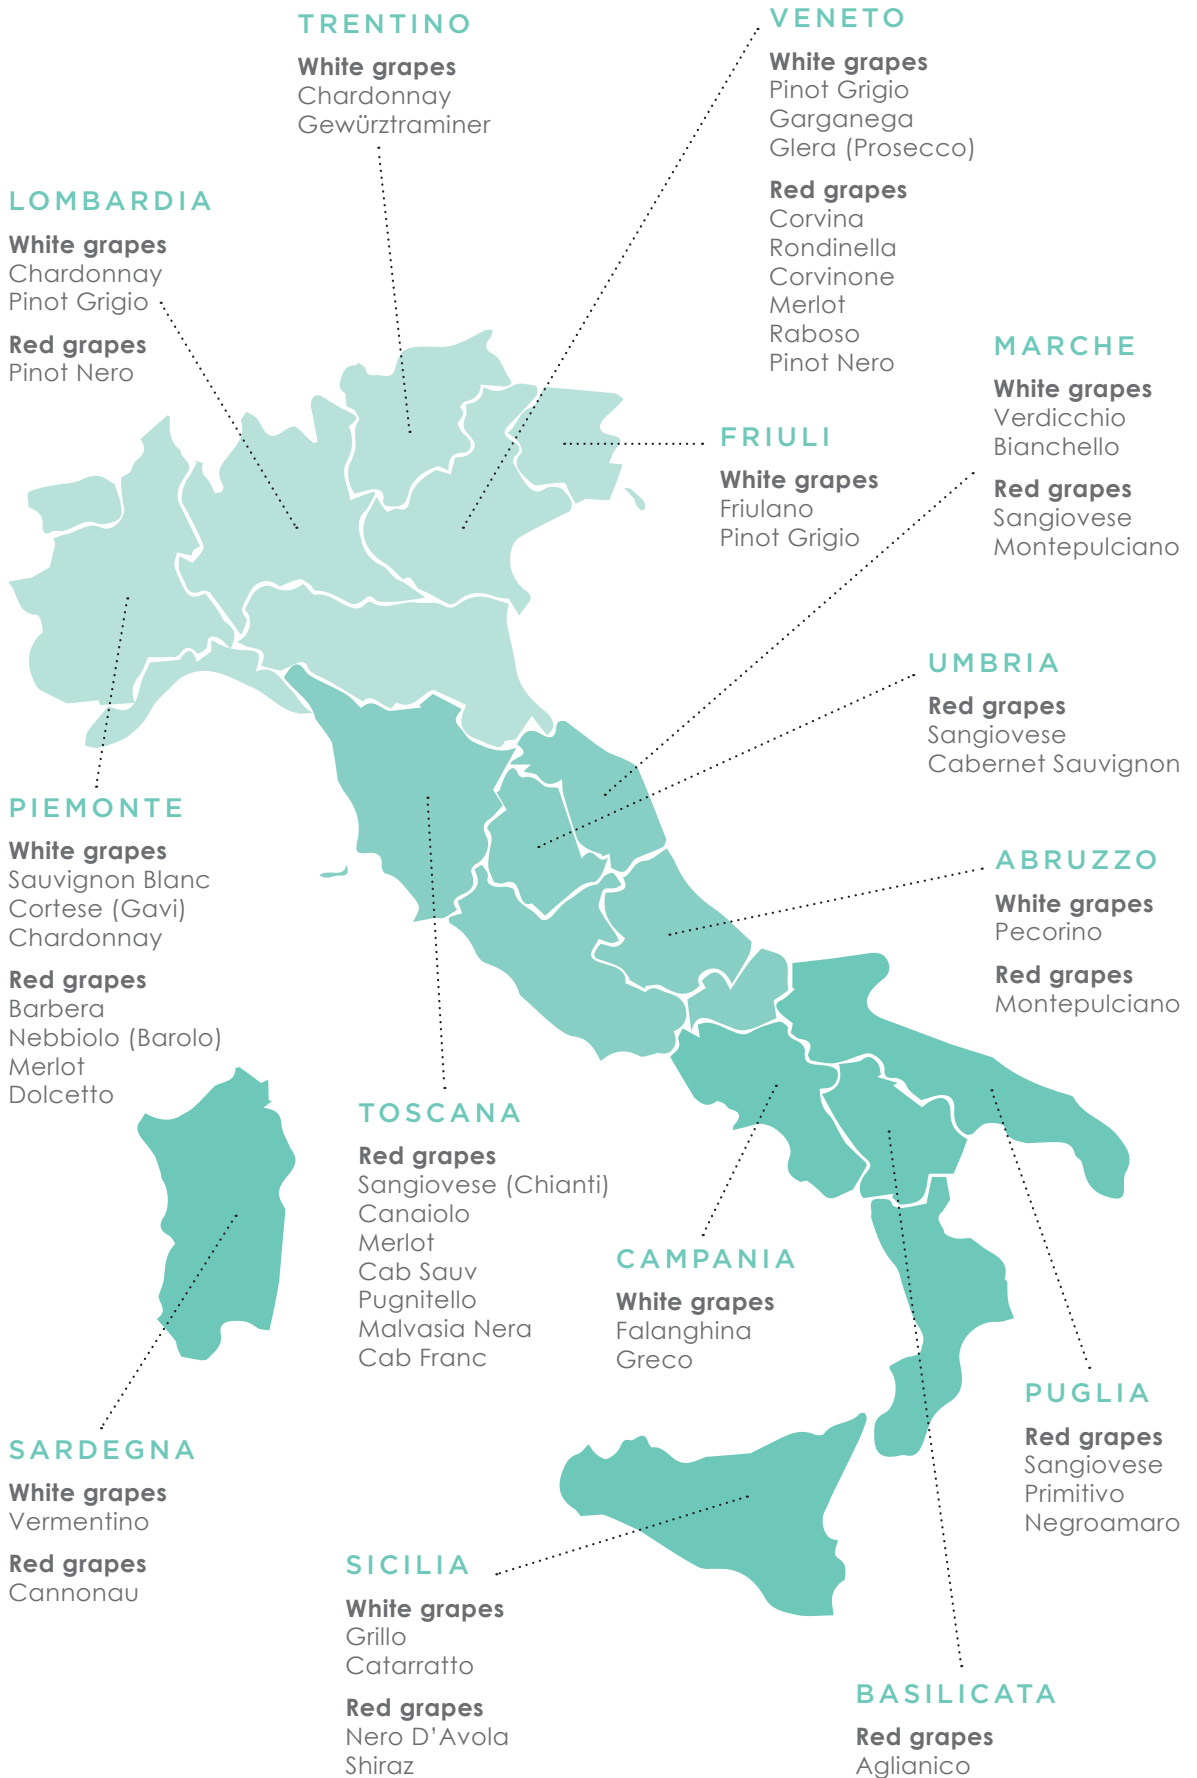 TRENTINO
White grapes
Chardonnay
Gewürztraminer
VENETO
White grapes
Pinot Grigio
Garganega
Glera (Prosecco)
Red grapes
Corvina
Rondinella
Corvinone
Merlot
Raboso
Pinot Nero
LOMBARDIA
White grapes
Chardonnay
Pinot Grigio
Red grapes
Pinot Nero
MARCHE
White grapes
Verdicchio
Bianchello
Red grapes
Sangiovese
Montepulciano
FRIULI
White grapes
Friulano
Pinot Grigio
UMBRIA
Red grapes
Sangiovese
Cabernet Sauvignon
PIEMONTE
White grapes
Sauvignon Blanc
Cortese (Gavi)
Chardonnay
Red grapes
Barbera
Nebbiolo (Barolo)
Merlot
Dolcetto
ABRUZZO
White grapes
Pecorino
Red grapes
Montepulciano
TOSCANA
Red grapes
Sangiovese (Chianti)
Canaiolo
Merlot
Cab Sauv
Pugnitello
Malvasia Nera
Cab Franc
CAMPANIA
White grapes
Falanghina
Greco
PUGLIA
Red grapes
Sangiovese
Primitivo
Negroamaro
SARDEGNA
White grapes
Vermentino
Red grapes
Cannonau
SICILIA
White grapes
Grillo
Catarratto
Red grapes
Nero D'Avola
Shiraz
BASILICATA
Red grapes
Aglianico